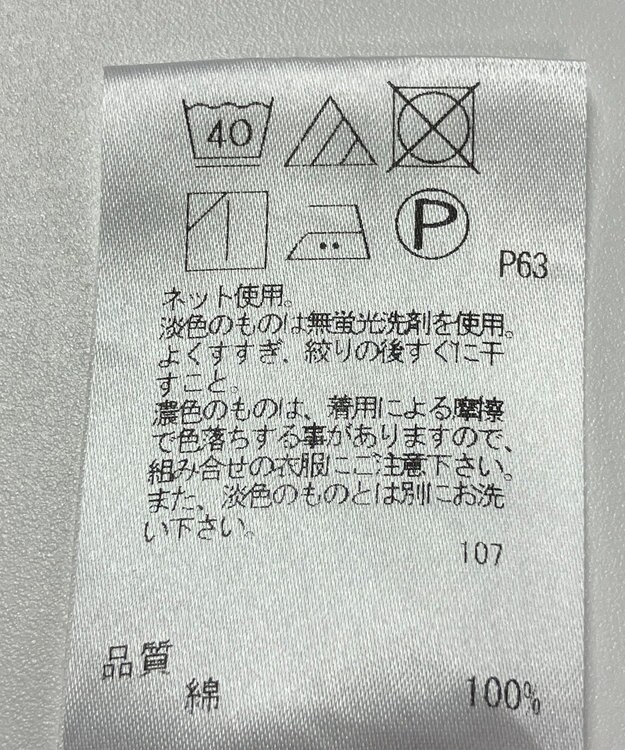 40
P
P63
ネット使用。
淡色のものは無蛍光洗剤を使用。
よくすすぎ、絞りの後すぐに干
すこと。
濃色のものは、着用による摩擦
で色落ちする事がありますので、
組み合せの衣服にご注意下さい。
また、淡色のものとは別にお洗
い下さい。
107
品質
綿 100%